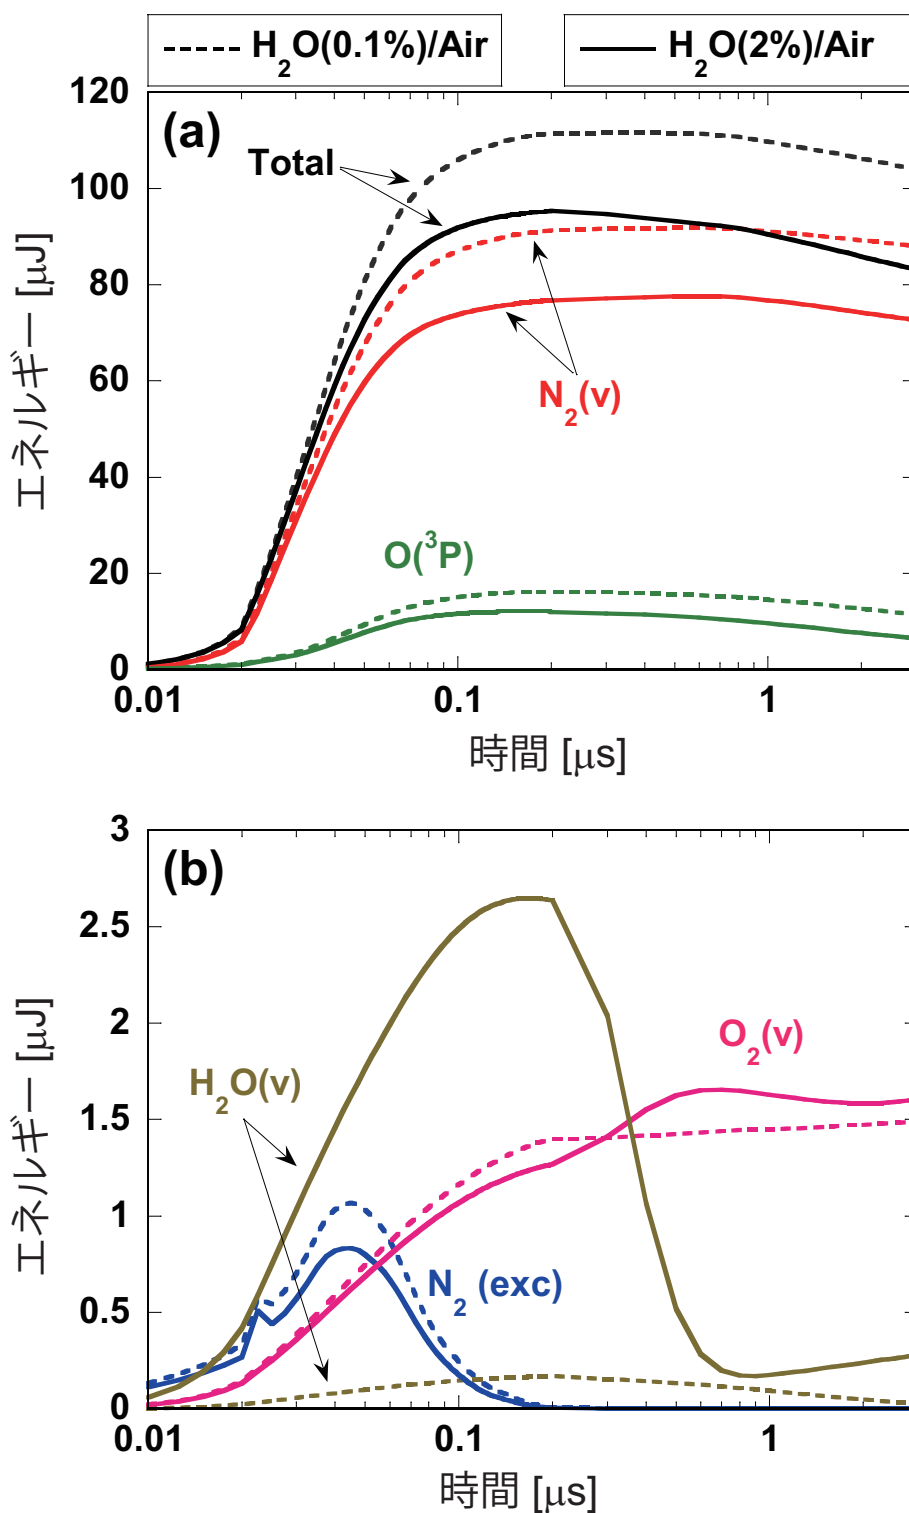 H₂O(0.1%)/Air
H₂O(2%)/Air
(a)
Total
N₂(v)
O(³P)
エネルギー [μJ]
120
100
80
60
40
20
0
0.01
0.1
1
時間 [μs]
(b)
H₂O(v)
O₂(v)
N₂ (exc)
エネルギー [μJ]
3
2.5
2
1.5
1
0.5
0
0.01
0.1
1
時間 [μs]